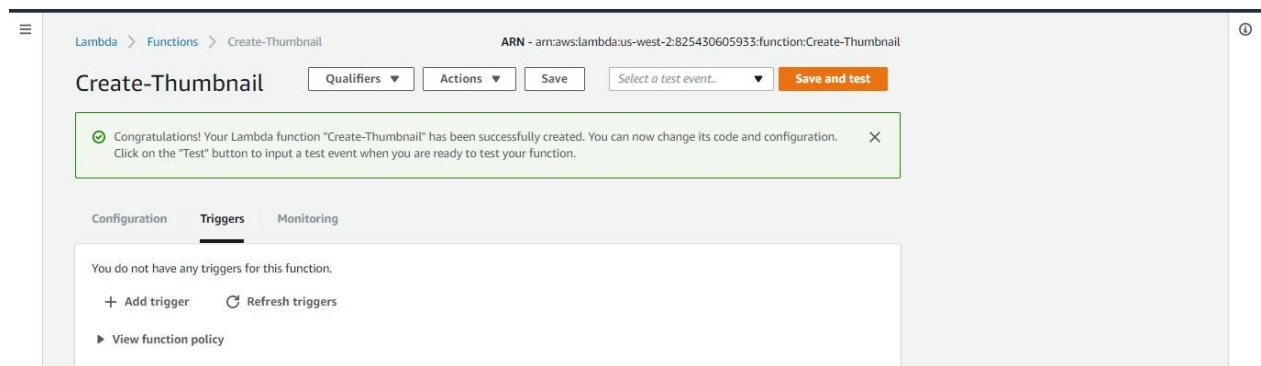 Lambda > Functions > Create-Thumbnail ARN - arn:aws:lambda:us-west-2:825430605933:function:Create-Thumbnail
Create-Thumbnail Qualifiers Actions Save Select a test event.. Save and test
Congratulations! Your Lambda function "Create-Thumbnail" has been successfully created. You can now change its code and configuration.
Click on the "Test" button to input a test event when you are ready to test your function.
Configuration Triggers Monitoring
You do not have any triggers for this function.
+ Add trigger Refresh triggers
View function policy